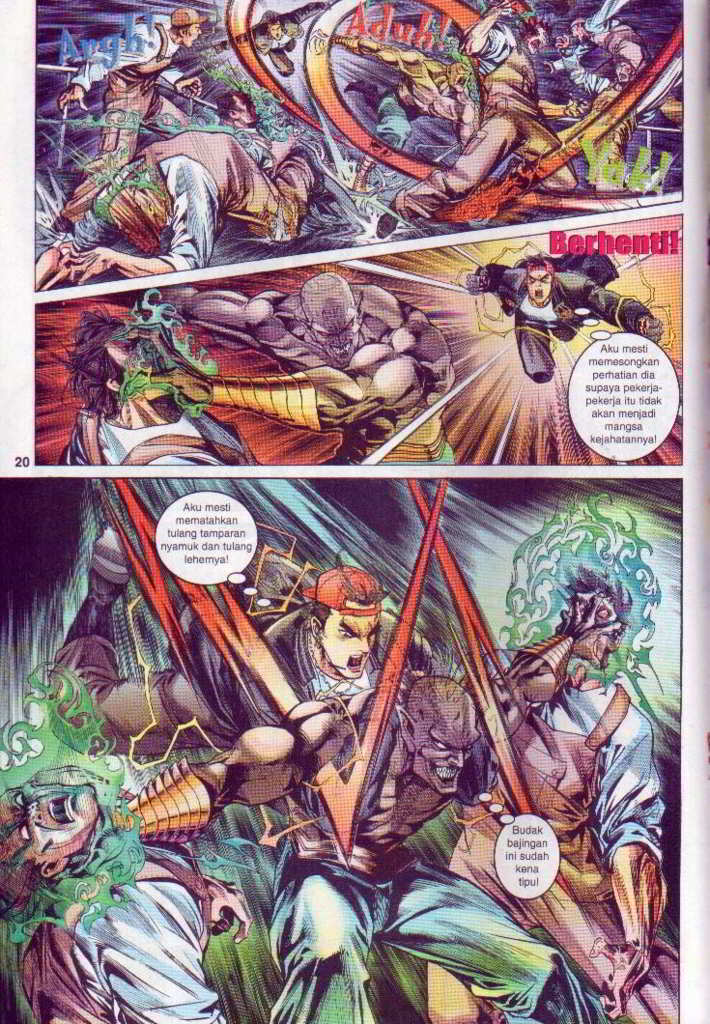 Argh!
Aduh!
Yak!
Berhenti!
Aku mesti
memesongkan
perhatian dia
supaya pekerja-
pekerja itu tidak
akan menjadi
mangsa
kejahatannya!
20
Aku mesti
mematahkan
tulang tamparan
nyamuk dan tulang
lehernya!
Budak
bajingan
ini sudah
kena
tipu!